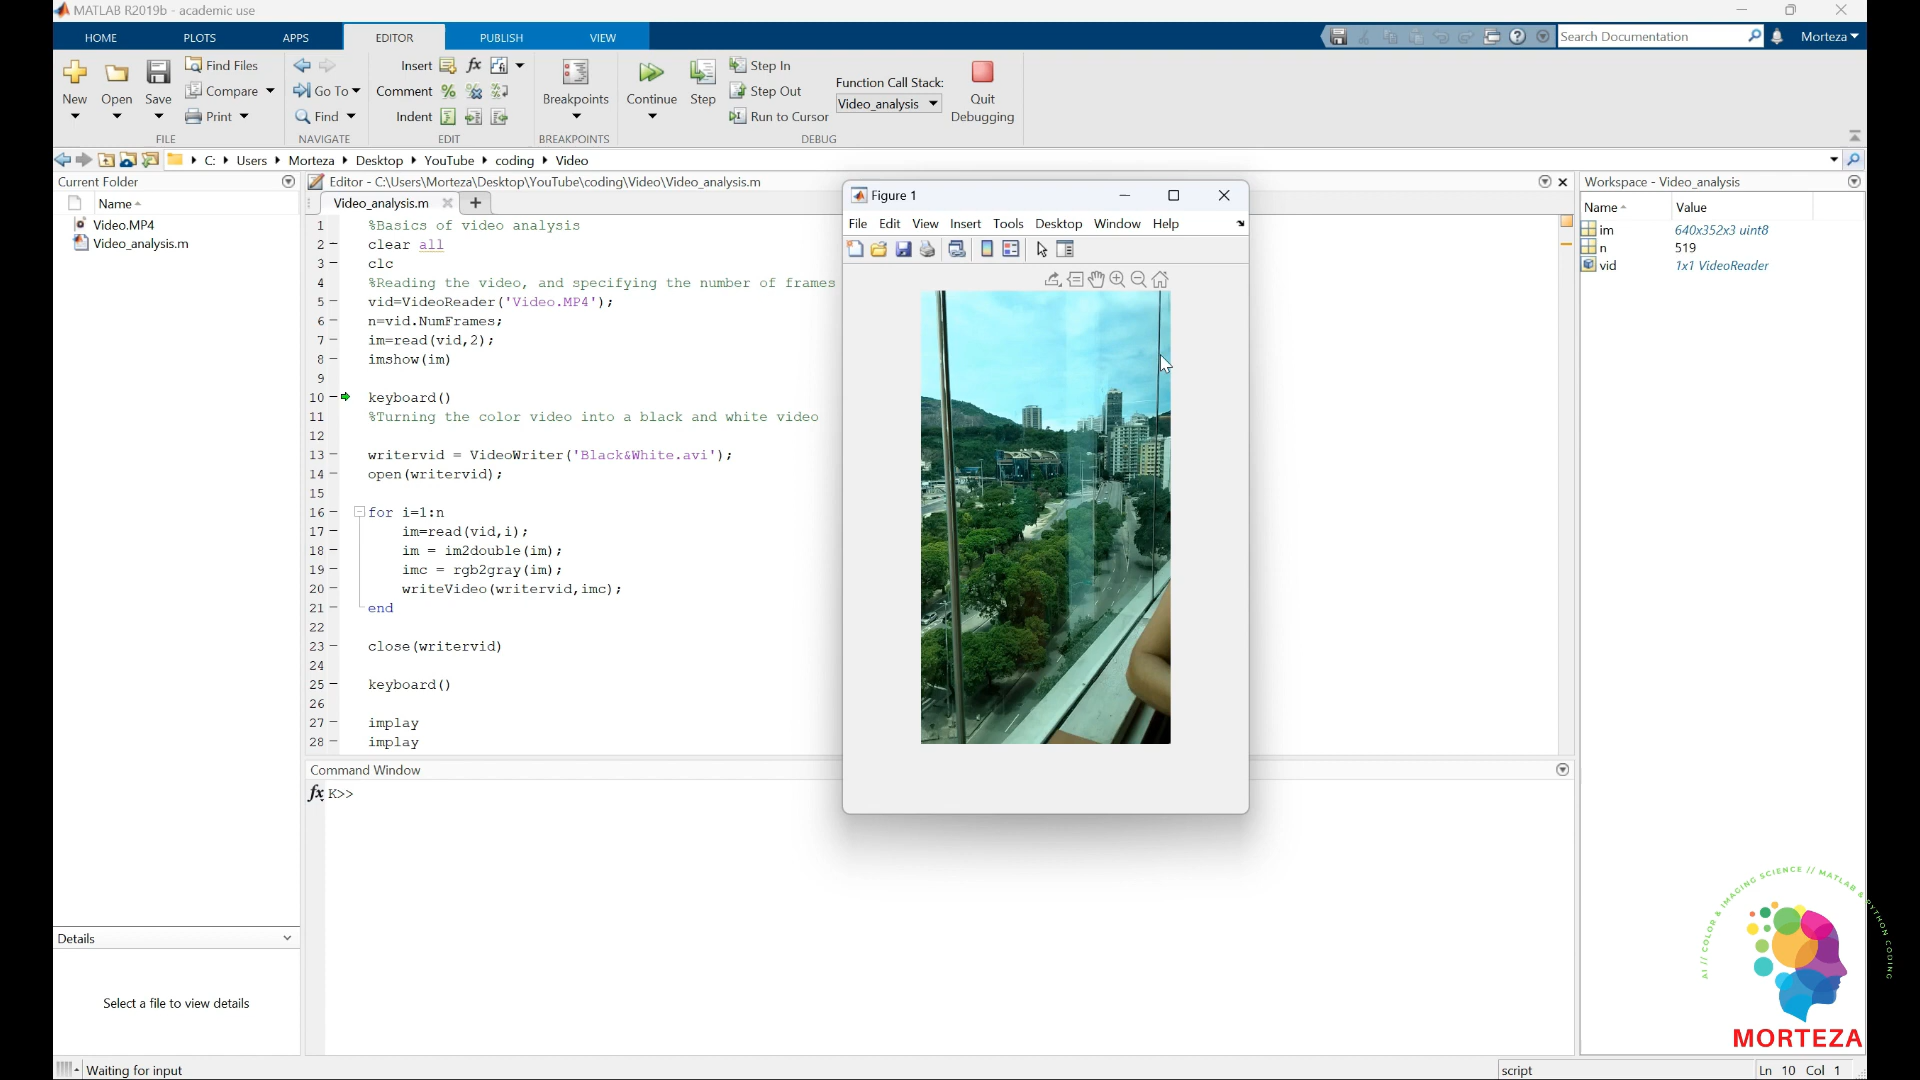 MATLAB R2019b - academic use
HOME PLOTS APPS EDITOR PUBLISH VIEW
Search Documentation
Morteza
New
Open
Save
Find Files
Compare
Print
FILE
Go To
Find
NAVIGATE
Insert
fx
Comment
Indent
EDIT
Breakpoints
BREAKPOINTS
Continue
Step
Step In
Step Out
Run to Cursor
Function Call Stack:
Video_analysis
DEBUG
Quit
Debugging
C: Users Morteza Desktop YouTube coding Video
Current Folder
Name
Video.MP4
Video_analysis.m
Details
Select a file to view details
Editor - C:\Users\Morteza\Desktop\YouTube\coding\Video\Video_analysis.m
Video_analysis.m
1 %Basics of video analysis
2 clear all
3 clc
4 %Reading the video, and specifying the number of frames
5 vid=VideoReader('Video.MP4');
6 n=vid.NumFrames;
7 im=read(vid,2);
8 imshow(im)
9
10 keyboard()
11 %Turning the color video into a black and white video
12
13 writervid = VideoWriter('Black&White.avi');
14 open(writervid);
15
16 for i=1:n
17 im=read(vid,i);
18 im = im2double(im);
19 imc = rgb2gray(im);
20 writeVideo(writervid,imc);
21 end
22
23 close(writervid)
24
25 keyboard()
26
27 implay
28 implay
Figure 1
File Edit View Insert Tools Desktop Window Help
Command Window
fx K>>
Workspace - Video_analysis
Name Value
im 640x352x3 uint8
n 519
vid 1x1 VideoReader
AI // COLOR & IMAGING SCIENCE // MATLAB & PYTHON CODING
MORTEZA
Waiting for input
script
Ln 10 Col 1